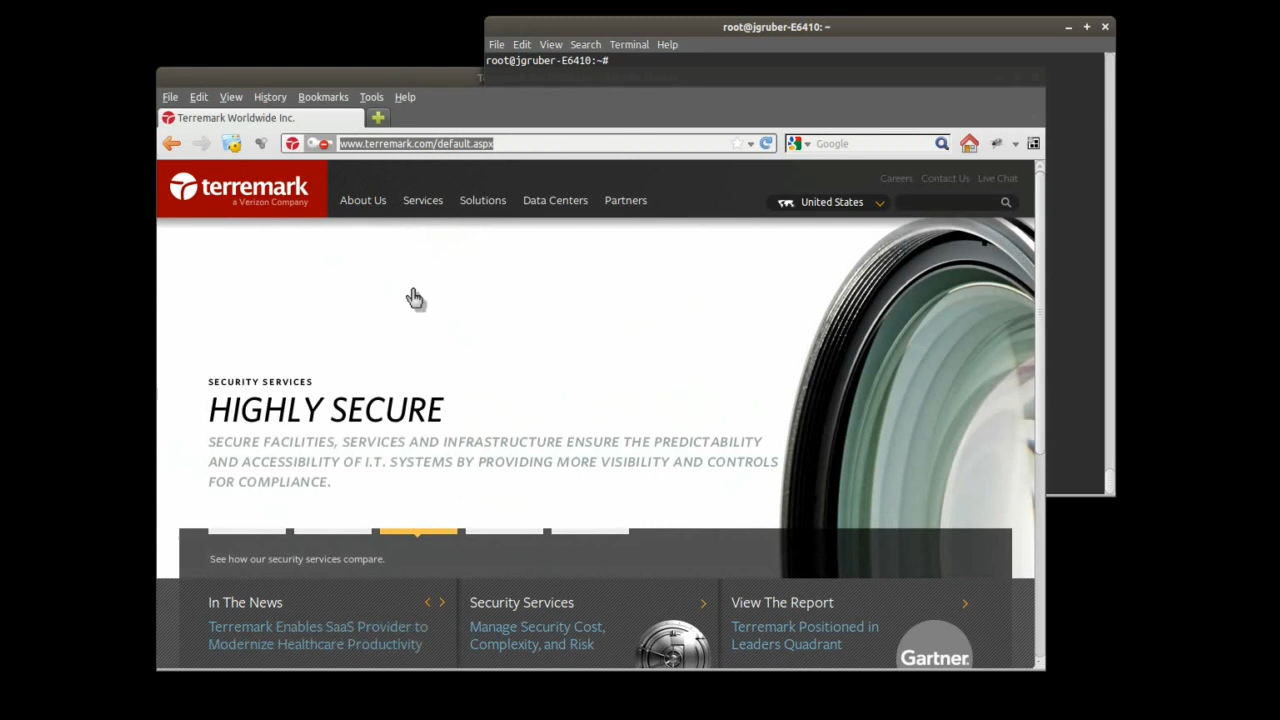 root@jgruber-E6410: ~
File Edit View Search Terminal Help
root@jgruber-E6410:~#
File Edit View History Bookmarks Tools Help
Terremark Worldwide Inc.
www.terremark.com/default.aspx
Google
terremark
a Verizon Company
Careers Contact Us Live Chat
About Us Services Solutions Data Centers Partners
United States
SECURITY SERVICES
HIGHLY SECURE
SECURE FACILITIES, SERVICES AND INFRASTRUCTURE ENSURE THE PREDICTABILITY
AND ACCESSIBILITY OF I.T. SYSTEMS BY PROVIDING MORE VISIBILITY AND CONTROLS
FOR COMPLIANCE.
See how our security services compare.
In The News
Terremark Enables SaaS Provider to
Modernize Healthcare Productivity
Security Services
Manage Security Cost,
Complexity, and Risk
View The Report
Terremark Positioned in
Leaders Quadrant
Gartner.